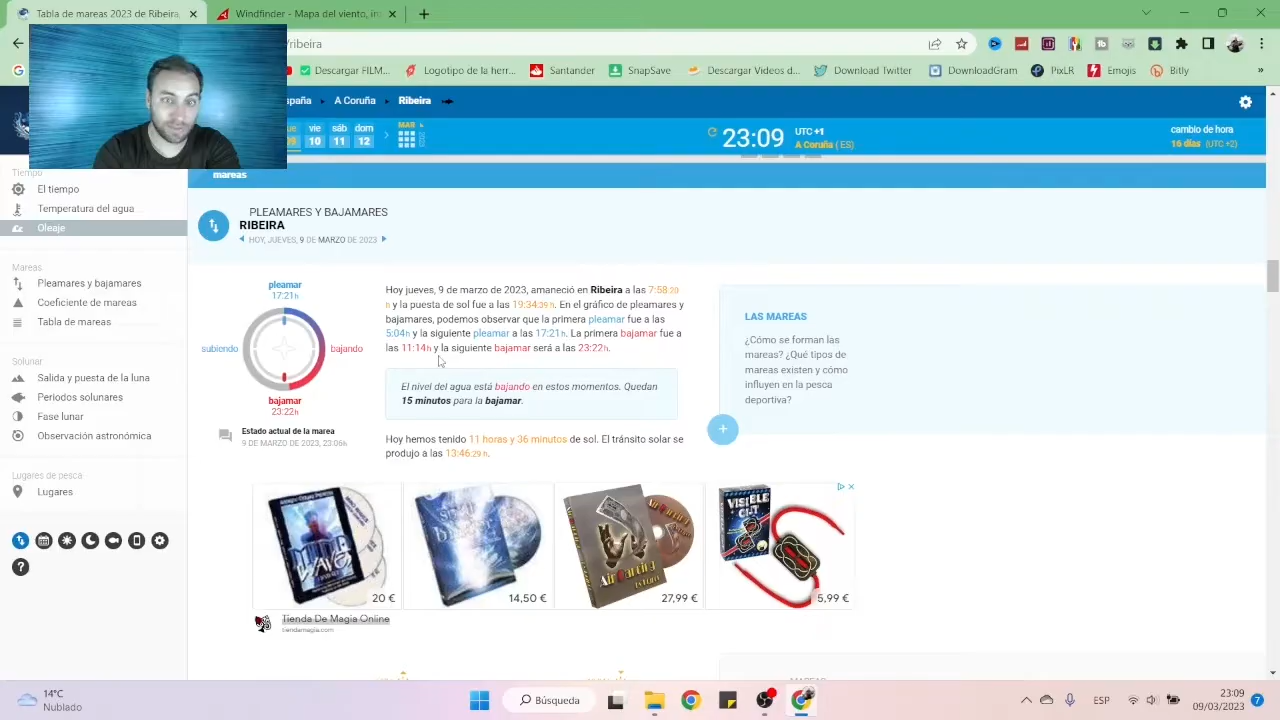 Tabla de mareas 2023 de Ribeira
/ribeira
Descargar FILM...
Logotipo de la herr...
Santander
SnapSave
Descargar Vídeos d...
Download Twitter
DownloadGram
PixLR
Emojis
Bitly
»
spaña
A Coruña
Ribeira
09
vie
10
sáb
11
dom
12
MAR
2023
23:09
UTC +1
A Coruña (ES)
cambio de hora
16 días (UTC +2)
mareas
Tiempo
El tiempo
Temperatura del agua
Oleaje
Mareas
Pleamares y bajamares
Coeficiente de mareas
Tabla de mareas
Solunar
Salida y puesta de la luna
Periodos solunares
Fase lunar
Observación astronómica
Lugares de pesca
Lugares
PLEAMARES Y BAJAMARES
RIBEIRA
HOY, JUEVES, 9 DE MARZO DE 2023
pleamar
17:21h
subiendo
bajando
bajamar
23:22h
Estado actual de la marea
9 DE MARZO DE 2023, 23:06h
Hoy jueves, 9 de marzo de 2023, amaneció en Ribeira a las 7:58:20
h y la puesta de sol fue a las 19:34:29 h. En el gráfico de pleamares y
bajamares, podemos observar que la primera pleamar fue a las
5:04h y la siguiente pleamar a las 17:21h. La primera bajamar fue a
las 11:14h y la siguiente bajamar será a las 23:22h.
El nivel del agua está bajando en estos momentos. Quedan
15 minutos para la bajamar.
Hoy hemos tenido 11 horas y 36 minutos de sol. El tránsito solar se
produjo a las 13:46:29 h.
LAS MAREAS
¿Cómo se forman las
mareas? ¿Qué tipos de
mareas existen y cómo
influyen en la pesca
deportiva?
20 €
14,50 €
27,99 €
VISIBLE
CUT
5,99 €
Tienda De Magia Online
tiendamagia.com
14°C
Nublado
Búsqueda
ESP
23:09
09/03/2023
7